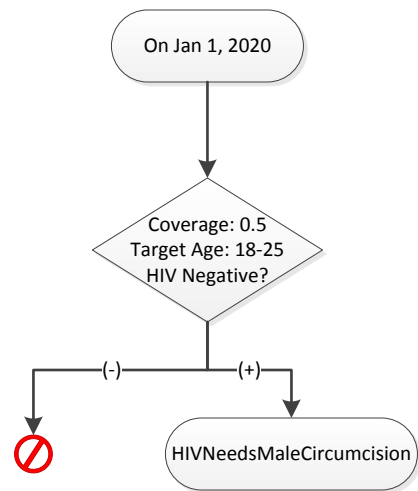 On Jan 1, 2020
Coverage: 0.5
Target Age: 18-25
HIV Negative?
(-)
(+)
HIVNeedsMaleCircumcision